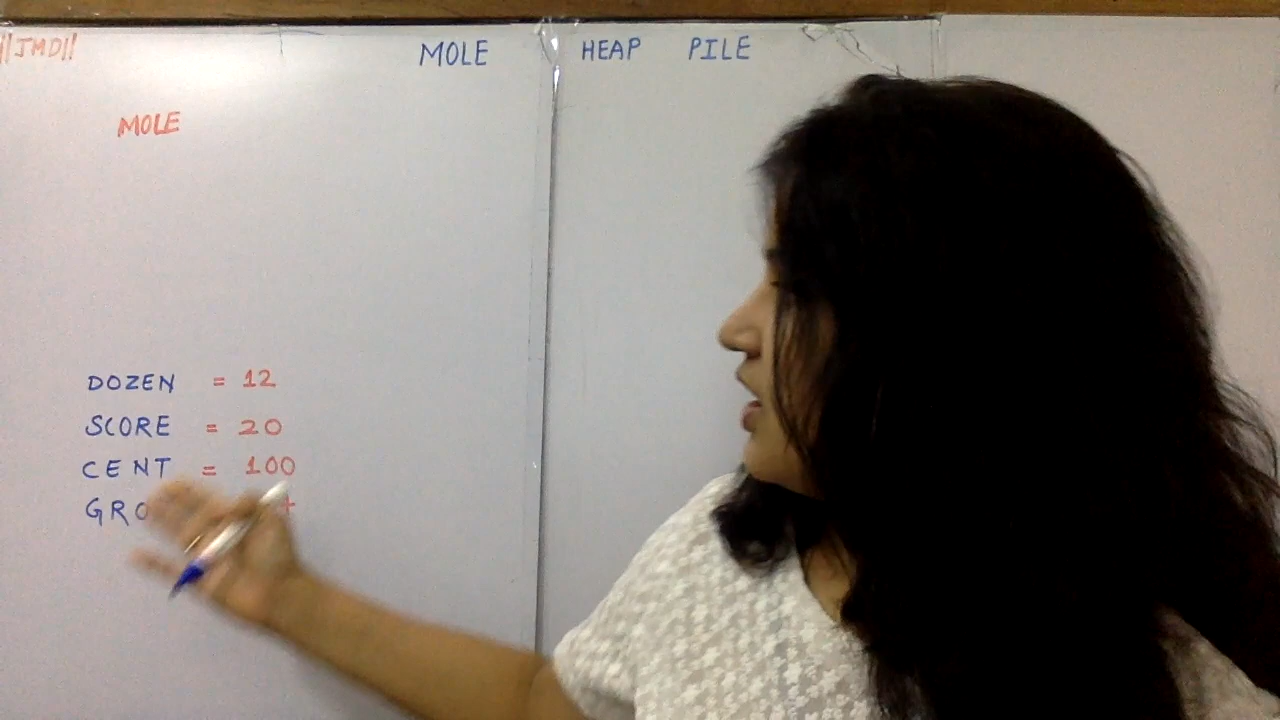 ||JMD||
MOLE HEAP PILE
MOLE
DOZEN = 12
SCORE = 20
CENT = 100